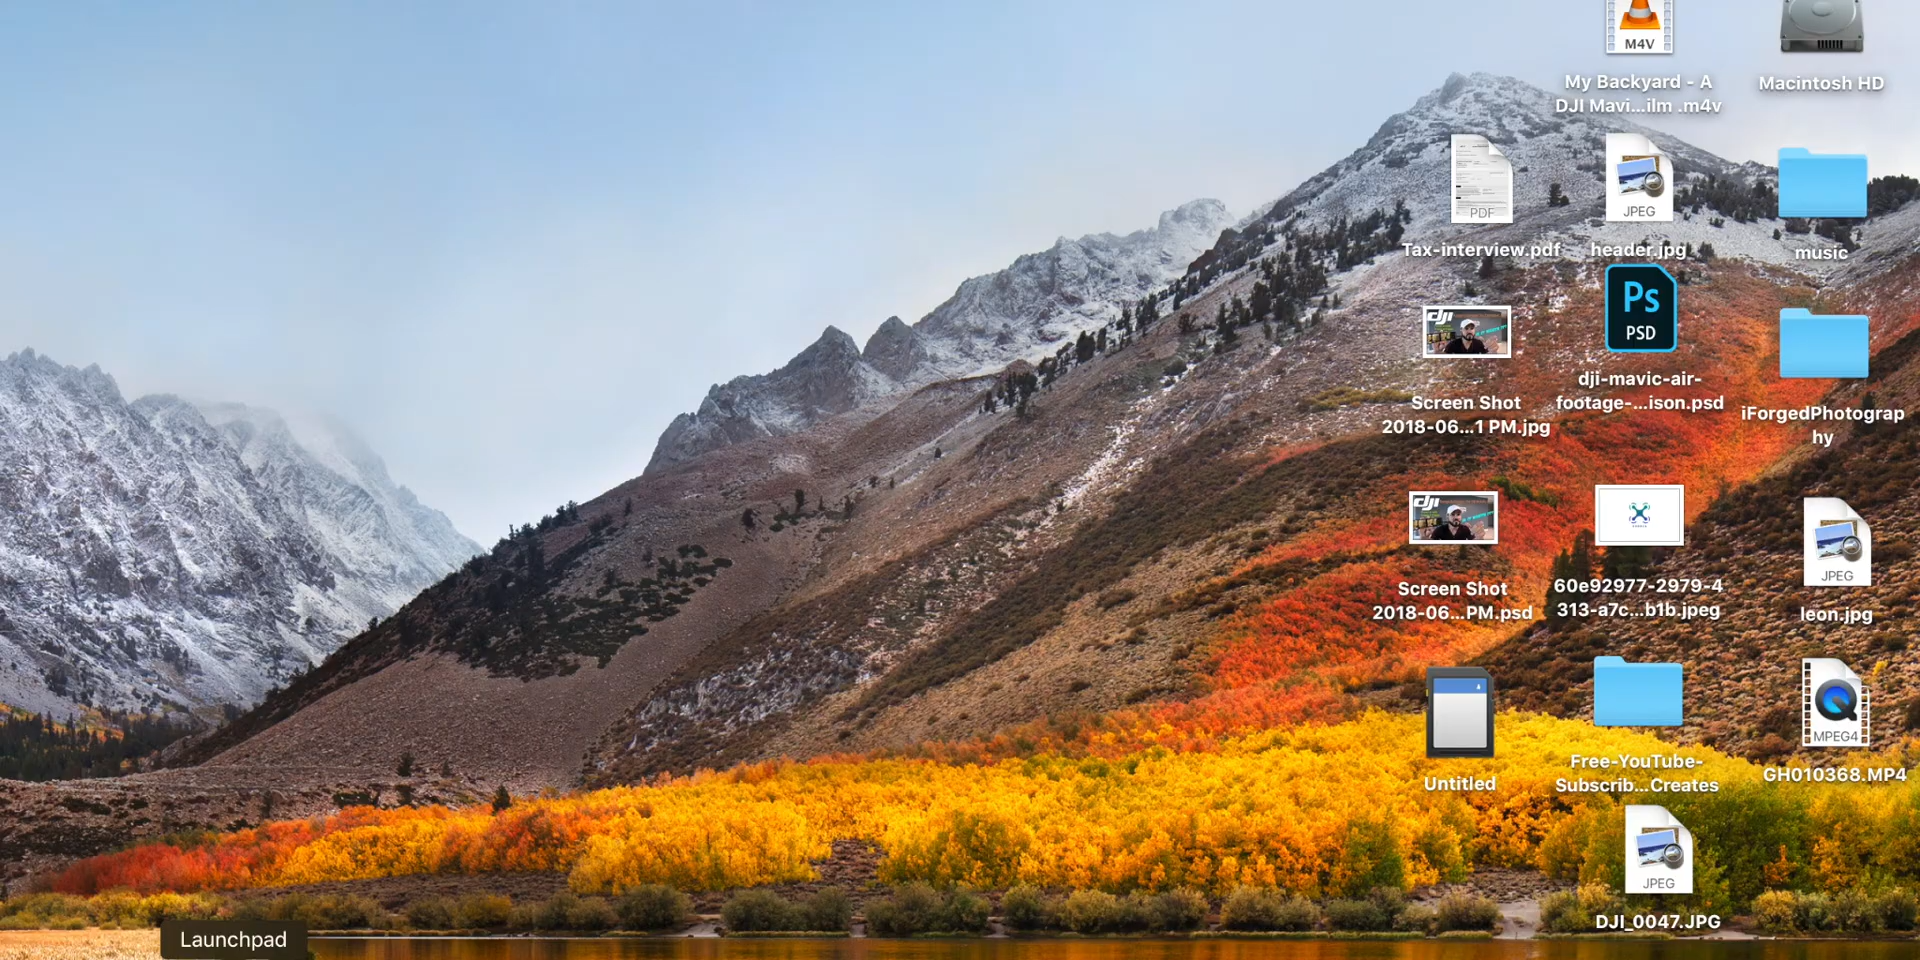 M4V
My Backyard - A
DJI Mavi...ilm .m4v
Macintosh HD
PDF
Tax-interview.pdf
JPEG
header.jpg
music
dji
Screen Shot
2018-06...1 PM.jpg
Ps
PSD
dji-mavic-air-
footage-...ison.psd
iForgedPhotograp
hy
dji
Screen Shot
2018-06...PM.psd
60e92977-2979-4
313-a7c...b1b.jpeg
JPEG
leon.jpg
Untitled
Free-YouTube-
Subscrib...Creates
MPEG4
GH010368.MP4
JPEG
DJI_0047.JPG
Launchpad